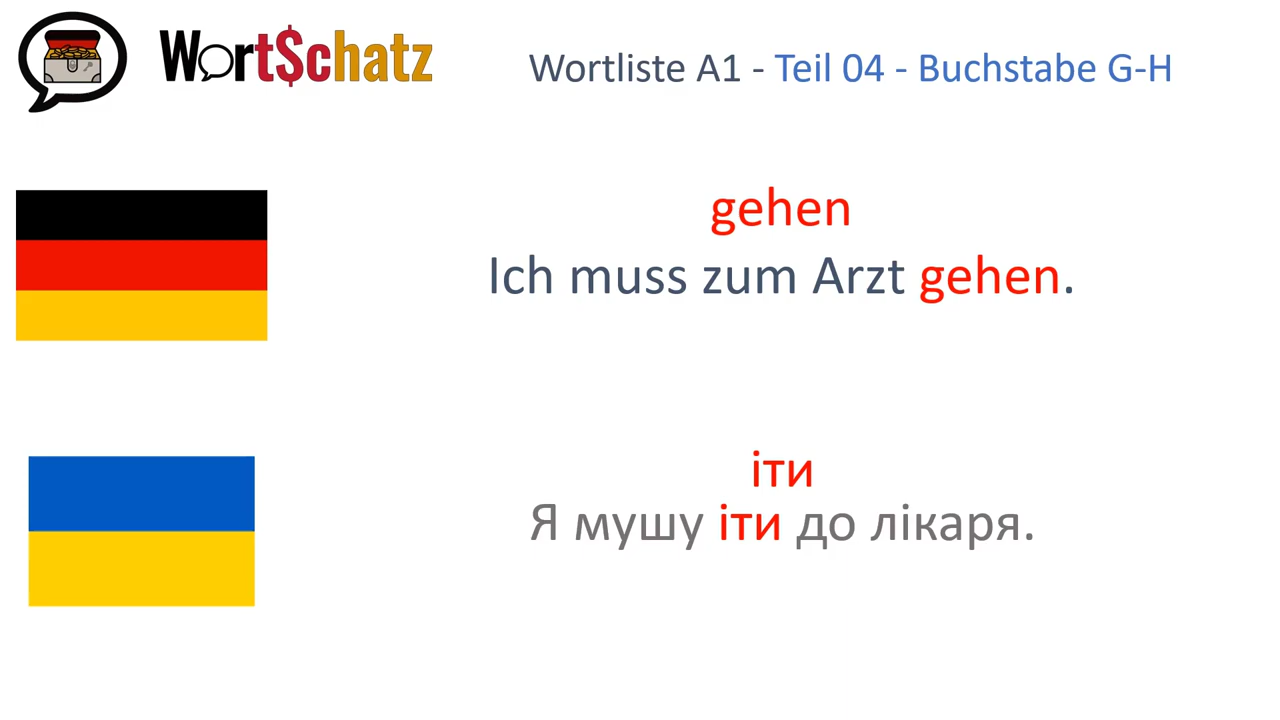 WortSchatz
Wortliste A1 - Teil 04 - Buchstabe G-H
gehen
Ich muss zum Arzt gehen.
іти
Я мушу іти до лікаря.